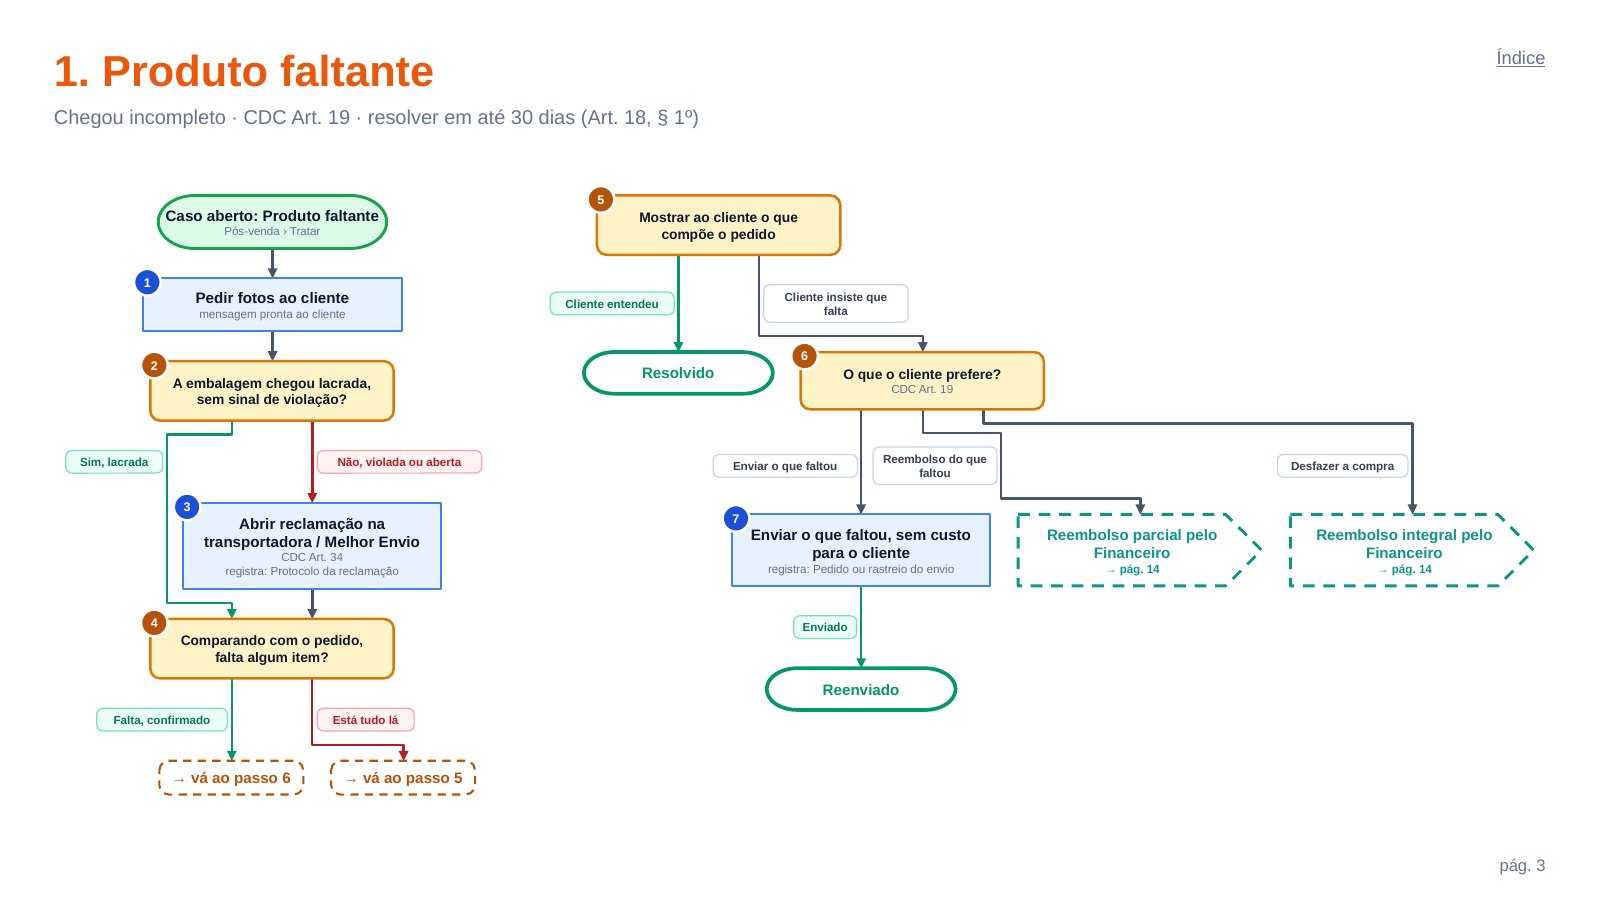 1. Produto faltante
Índice
Chegou incompleto · CDC Art. 19 · resolver em até 30 dias (Art. 18, § 1º)
Caso aberto: Produto faltante
Pós-venda › Tratar
1
Pedir fotos ao cliente
mensagem pronta ao cliente
2
A embalagem chegou lacrada,
sem sinal de violação?
Sim, lacrada
Não, violada ou aberta
3
Abrir reclamação na
transportadora / Melhor Envio
CDC Art. 34
registra: Protocolo da reclamação
4
Comparando com o pedido,
falta algum item?
Falta, confirmado
Está tudo lá
→ vá ao passo 6
→ vá ao passo 5
5
Mostrar ao cliente o que
compõe o pedido
Cliente entendeu
Cliente insiste que
falta
Resolvido
6
O que o cliente prefere?
CDC Art. 19
Enviar o que faltou
Reembolso do que
faltou
Desfazer a compra
7
Enviar o que faltou, sem custo
para o cliente
registra: Pedido ou rastreio do envio
Reembolso parcial pelo
Financeiro
→ pág. 14
Reembolso integral pelo
Financeiro
→ pág. 14
Enviado
Reenviado
pág. 3